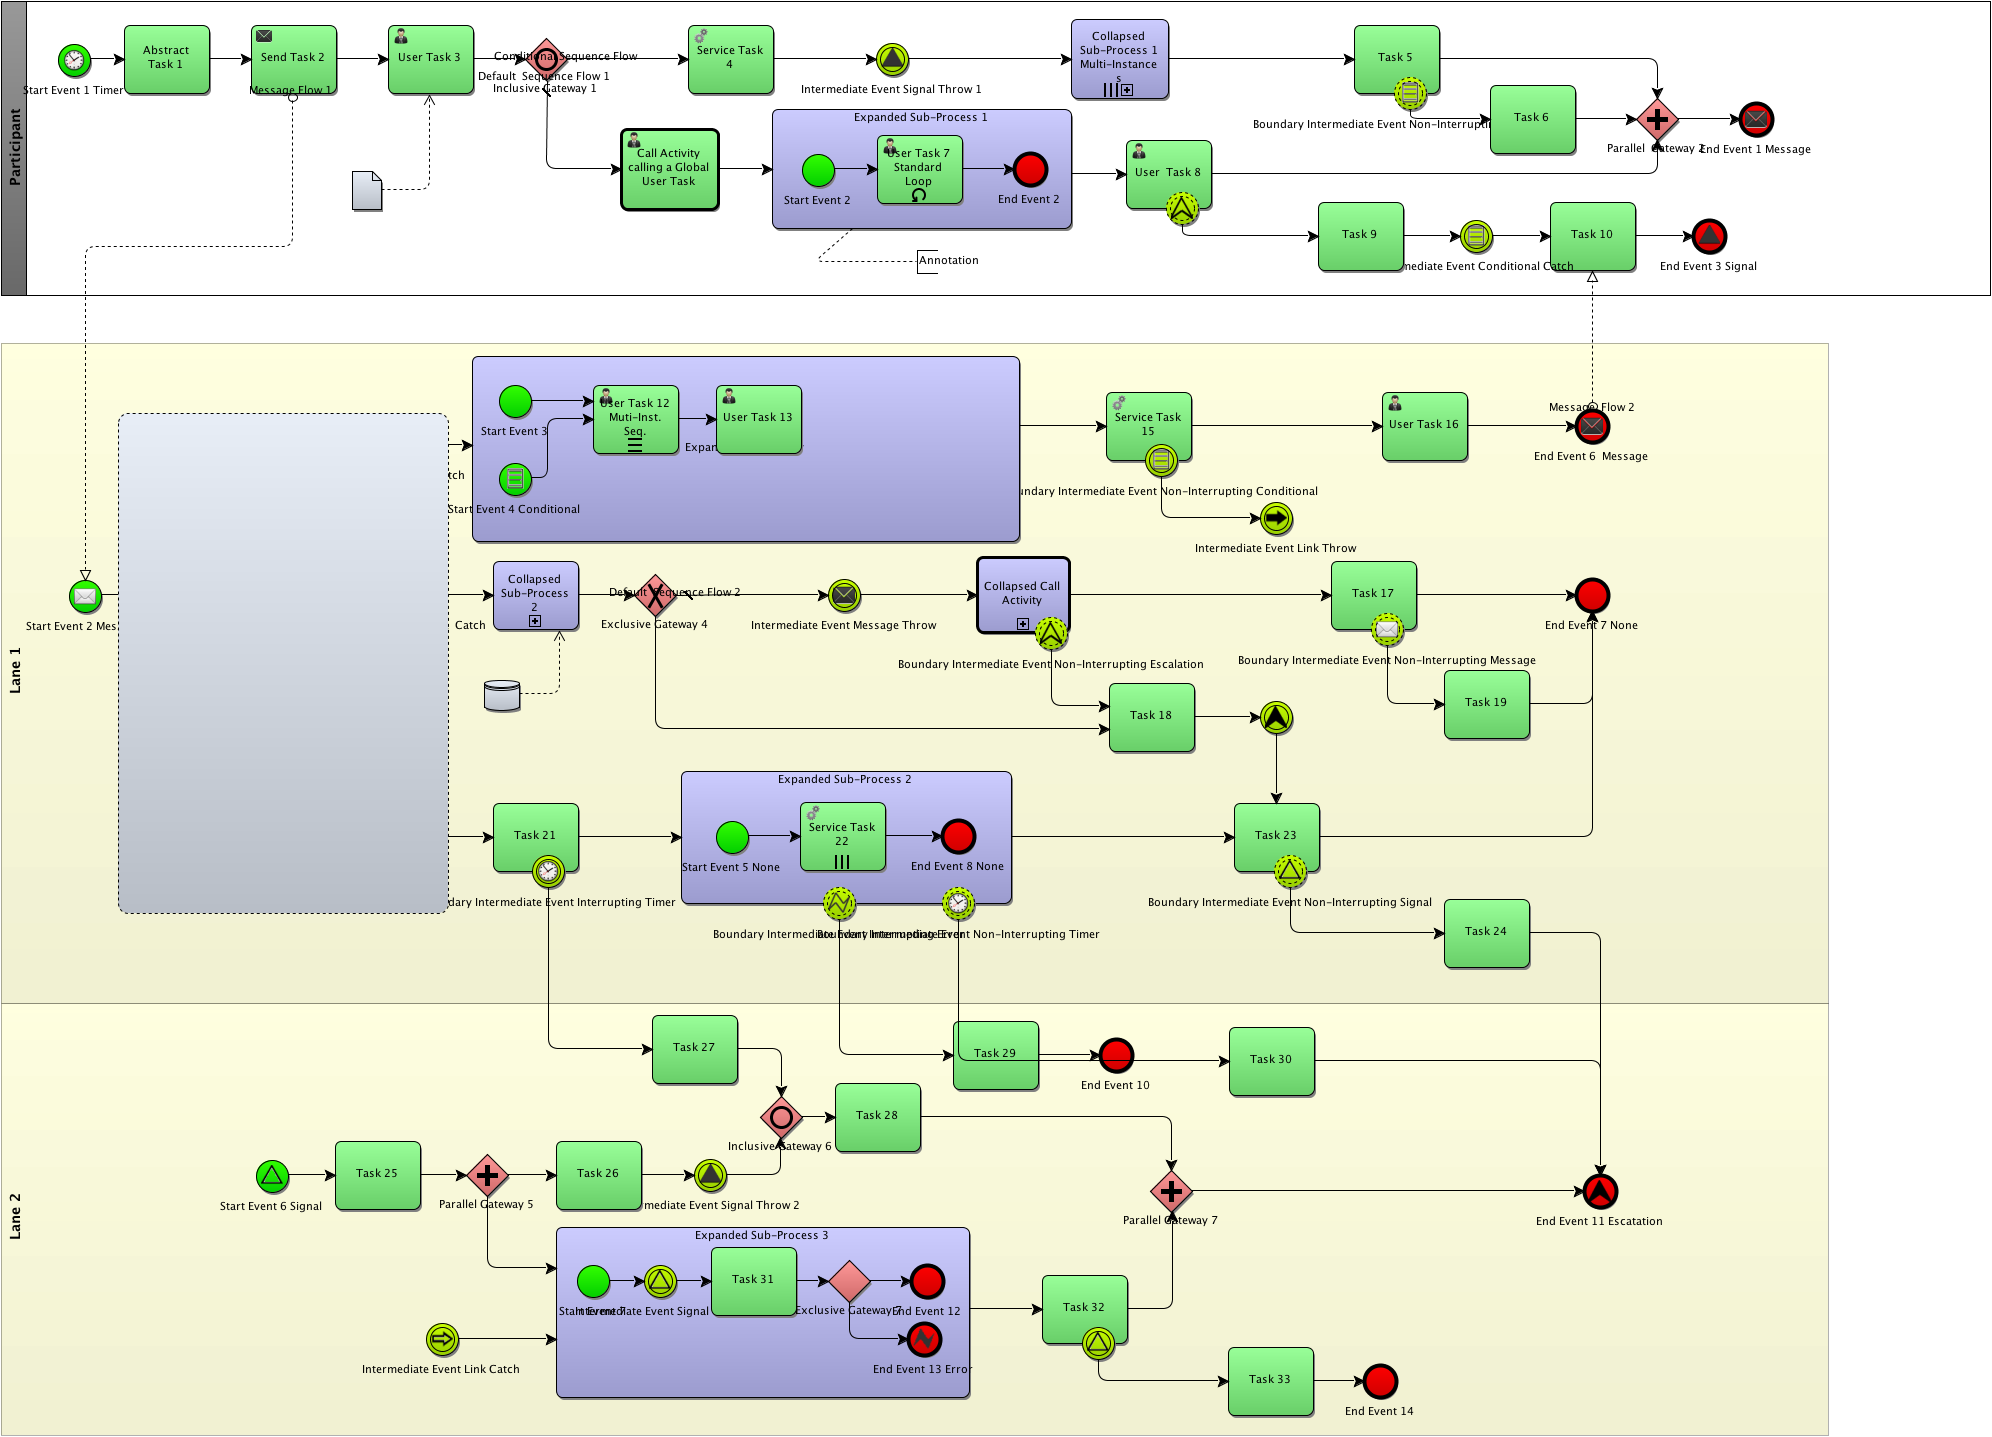 Participant
Start Event 1 Timer
Abstract
Task 1
Send Task 2
Message Flow 1
User Task 3
Conditional Sequence Flow
Default Sequence Flow 1
Inclusive Gateway 1
Service Task
4
Intermediate Event Signal Throw 1
Collapsed
Sub-Process 1
Multi-Instance
s
Task 5
Boundary Intermediate Event Non-Interrupti
Task 6
Parallel Gateway 2
End Event 1 Message
Call Activity
calling a Global
User Task
Expanded Sub-Process 1
Start Event 2
User Task 7
Standard
Loop
End Event 2
User Task 8
Annotation
Task 9
mediate Event Conditional Catch
Task 10
End Event 3 Signal
Lane 1
Start Event 2 Mes
tch
Catch
Start Event 3
Start Event 4 Conditional
User Task 12
Muti-Inst.
Seq.
Expan
User Task 13
Service Task
15
undary Intermediate Event Non-Interrupting Conditional
Intermediate Event Link Throw
User Task 16
Message Flow 2
End Event 6 Message
Collapsed
Sub-Process
2
Default Sequence Flow 2
Exclusive Gateway 4
Intermediate Event Message Throw
Collapsed Call
Activity
Boundary Intermediate Event Non-Interrupting Escalation
Task 17
Boundary Intermediate Event Non-Interrupting Message
End Event 7 None
Task 18
Task 19
Task 21
dary Intermediate Event Interrupting Timer
Expanded Sub-Process 2
Start Event 5 None
Service Task
22
End Event 8 None
Boundary Intermediate Event Interrupting Error
Boundary Intermediate Event Non-Interrupting Timer
Task 23
Boundary Intermediate Event Non-Interrupting Signal
Task 24
Lane 2
Task 27
Task 29
End Event 10
Task 30
Inclusive Gateway 6
Task 28
Start Event 6 Signal
Task 25
Parallel Gateway 5
Task 26
mediate Event Signal Throw 2
Parallel Gateway 7
End Event 11 Escatation
Expanded Sub-Process 3
Start Event 7
Intermediate Event Signal
Task 31
Exclusive Gateway 7
End Event 12
End Event 13 Error
Intermediate Event Link Catch
Task 32
Task 33
End Event 14